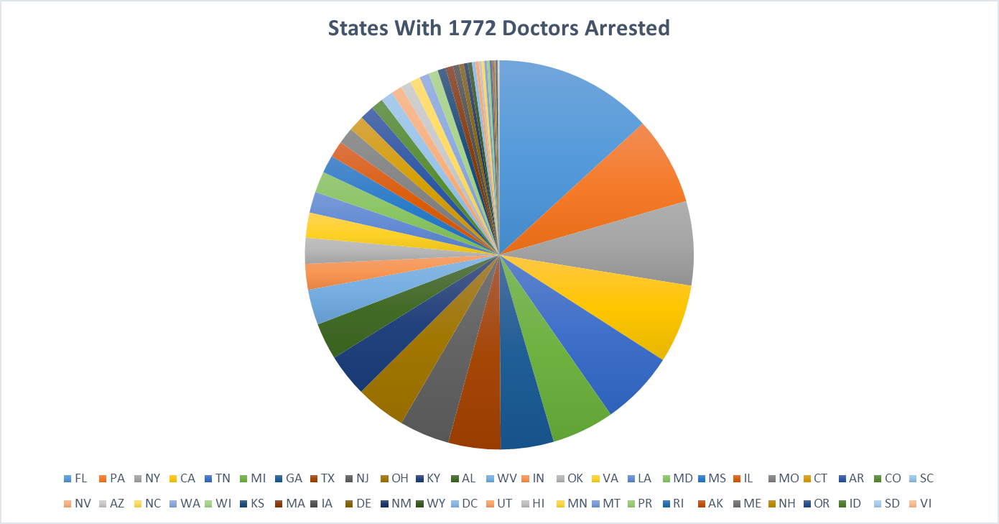 States With 1772 Doctors Arrested
FL PA NY CA TN MI GA TX NJ OH KY AL WV IN OK VA LA MD MS IL MO CT AR CO SC
NV AZ NC WA WI KS MA IA DE NM WY DC UT HI MN MT PR RI AK ME NH OR ID SD VI